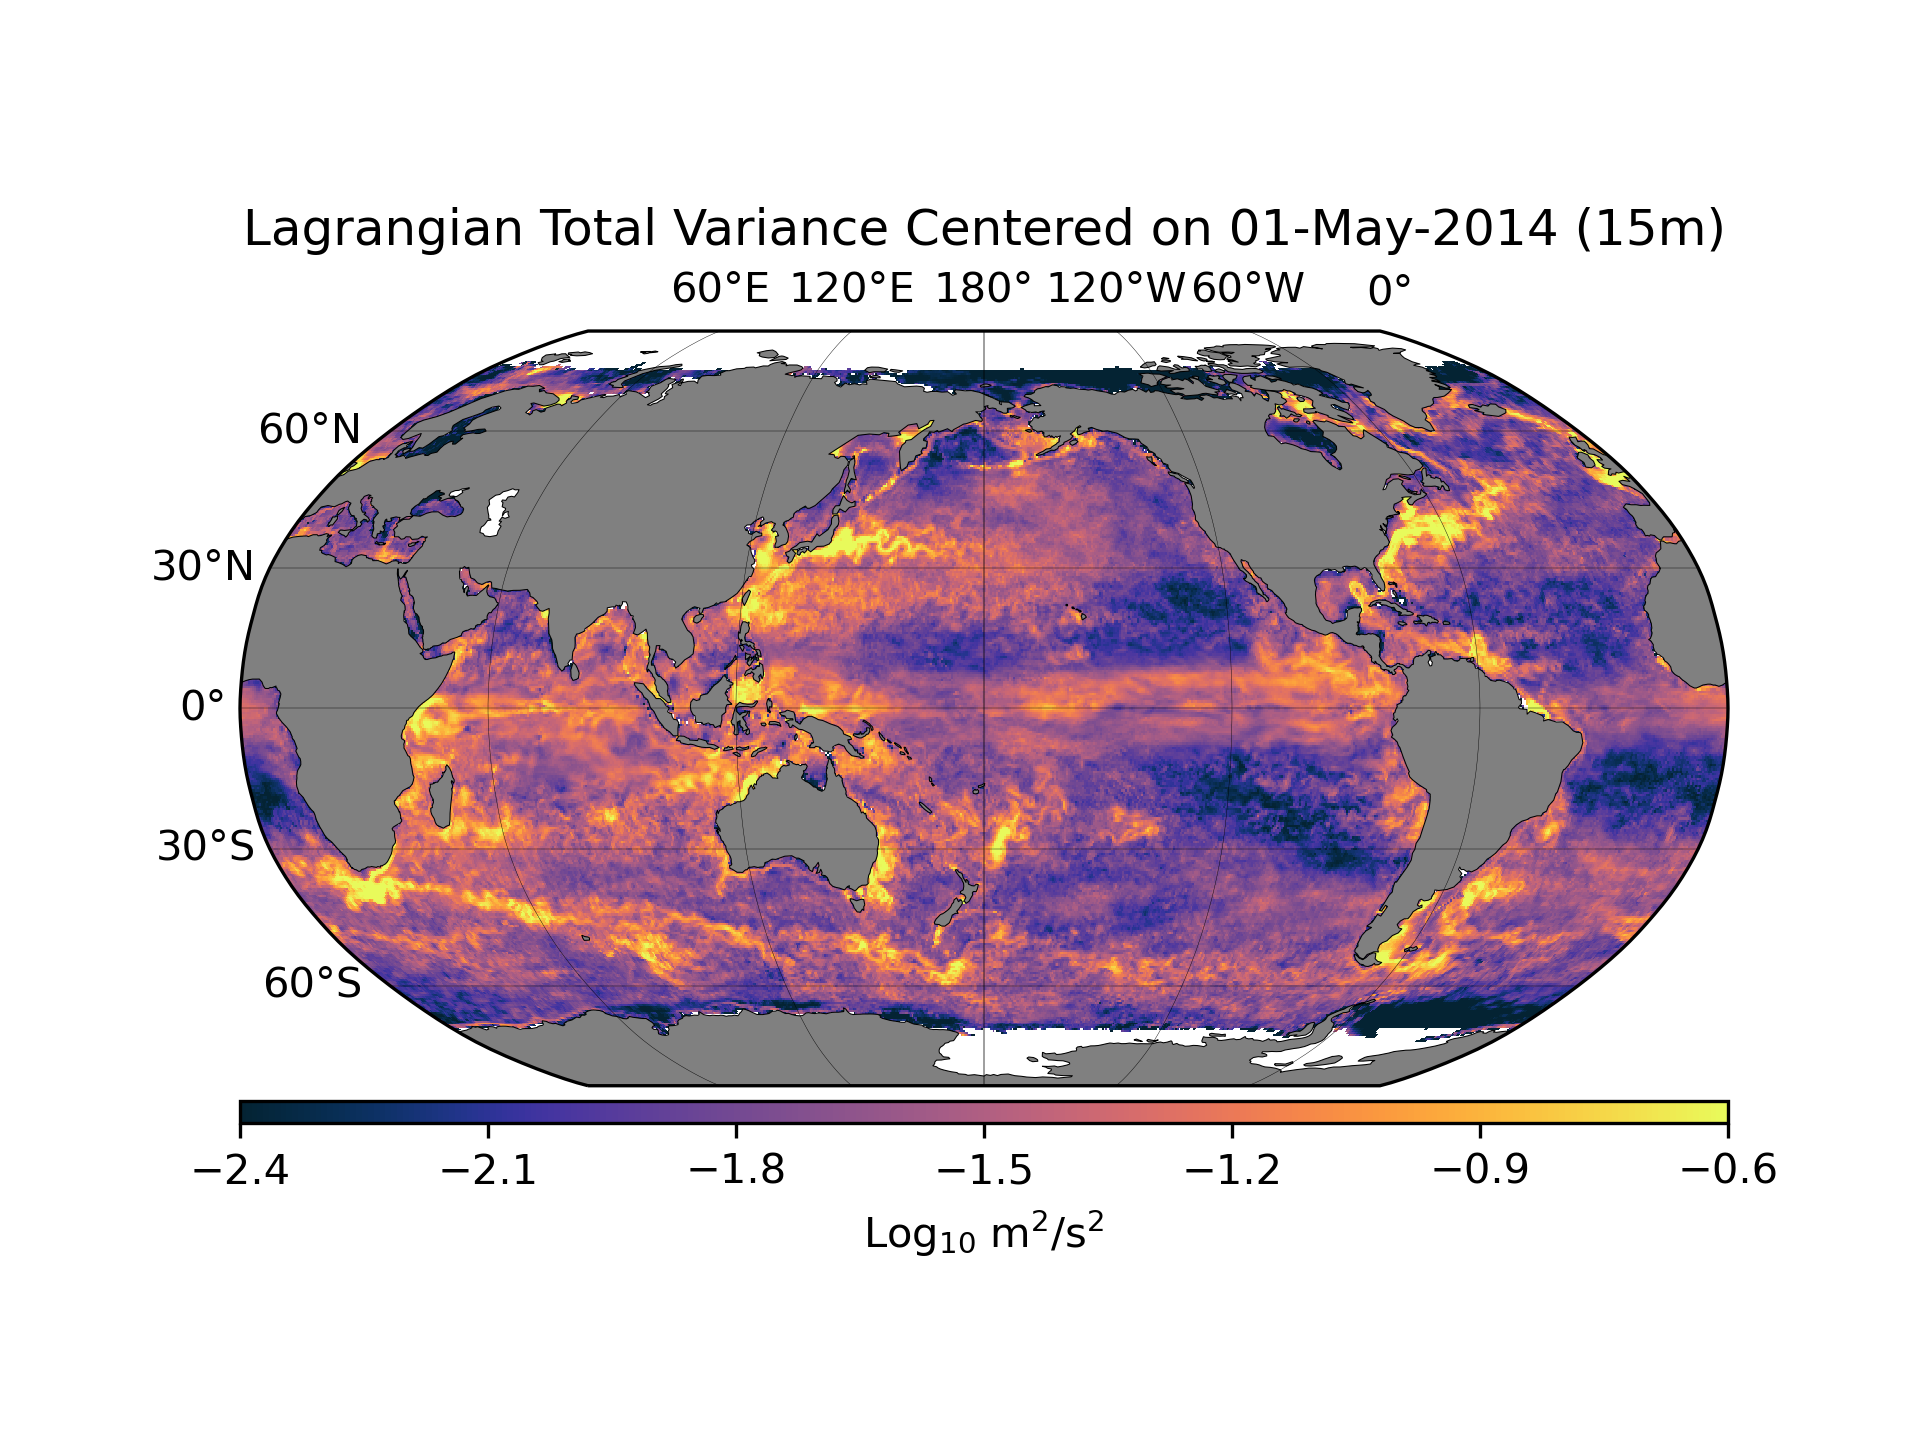 Lagrangian Total Variance Centered on 01-May-2014 (15m)
60°E 120°E 180° 120°W 60°W 0°
60°N
30°N
0°
30°S
60°S
−2.4 −2.1 −1.8 −1.5 −1.2 −0.9 −0.6
Log₁₀ m²/s²